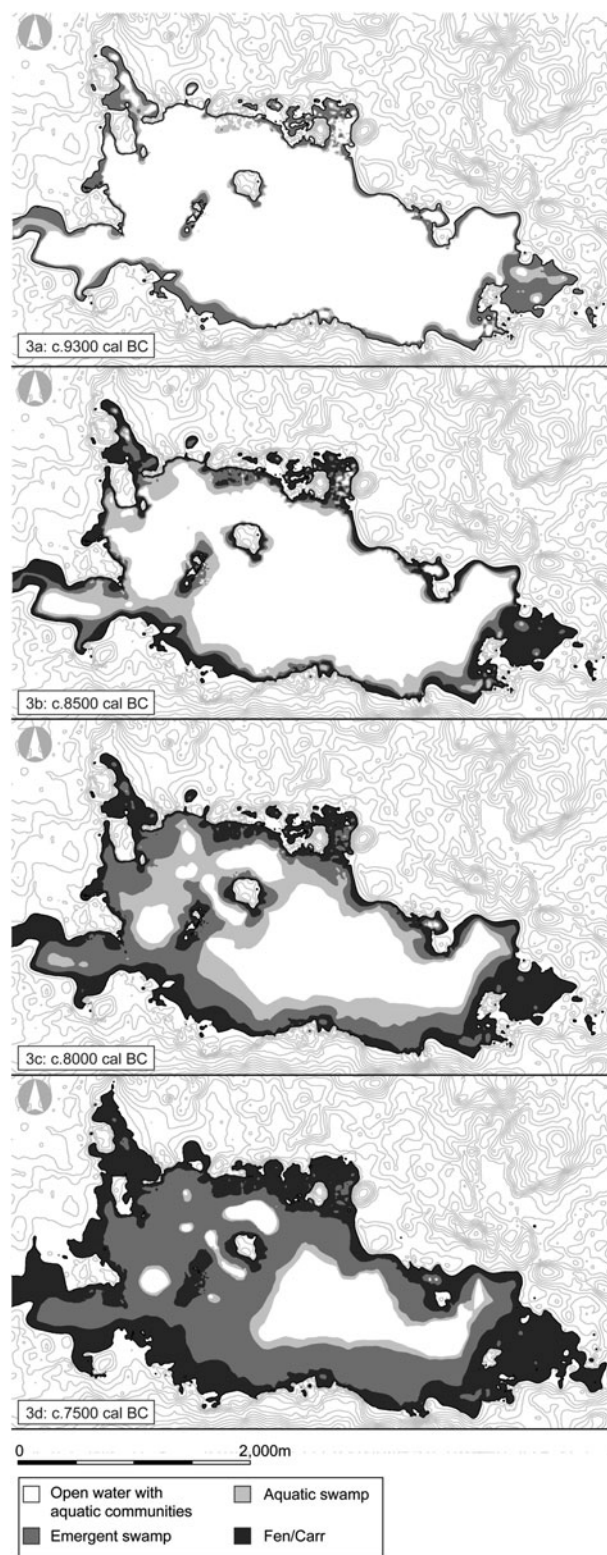 3a: c.9300 cal BC
3b: c.8500 cal BC
3c: c.8000 cal BC
3d: c.7500 cal BC
0 2,000m
Open water with
aquatic communities
Aquatic swamp
Emergent swamp
Fen/Carr